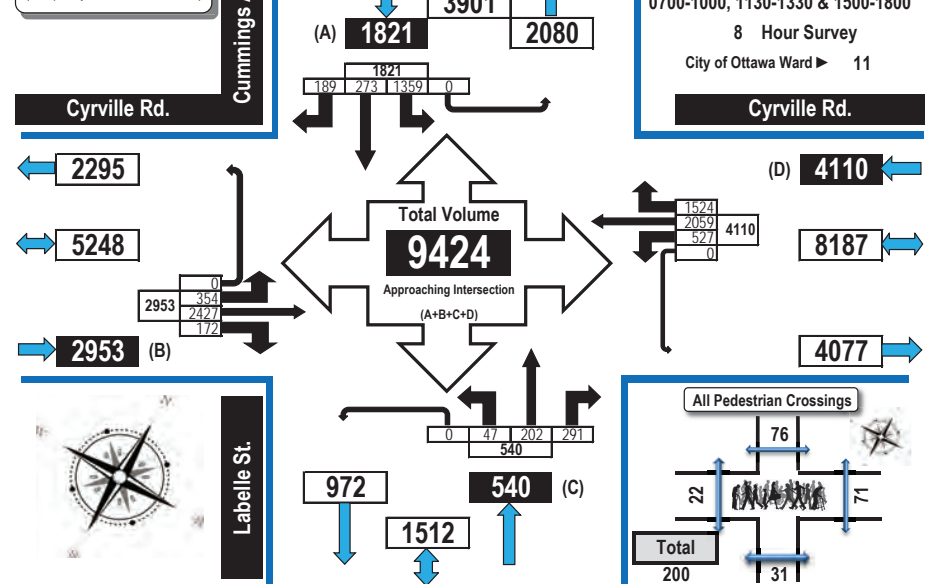 3901
0700-1000, 1130-1330 & 1500-1800
(A) 1821
2080
8 Hour Survey
City of Ottawa Ward ► 11
Cummings
1821
189 273 1359 0
Cyrville Rd.
Cyrville Rd.
2295
(D) 4110
1524
2059
527
0
4110
Total Volume
9424
Approaching Intersection
(A+B+C+D)
5248
8187
0
354
2427
172
2953
2953 (B)
4077
Labelle St.
0 47 202 291
540
972
540 (C)
1512
All Pedestrian Crossings
76
22
71
Total
200
31